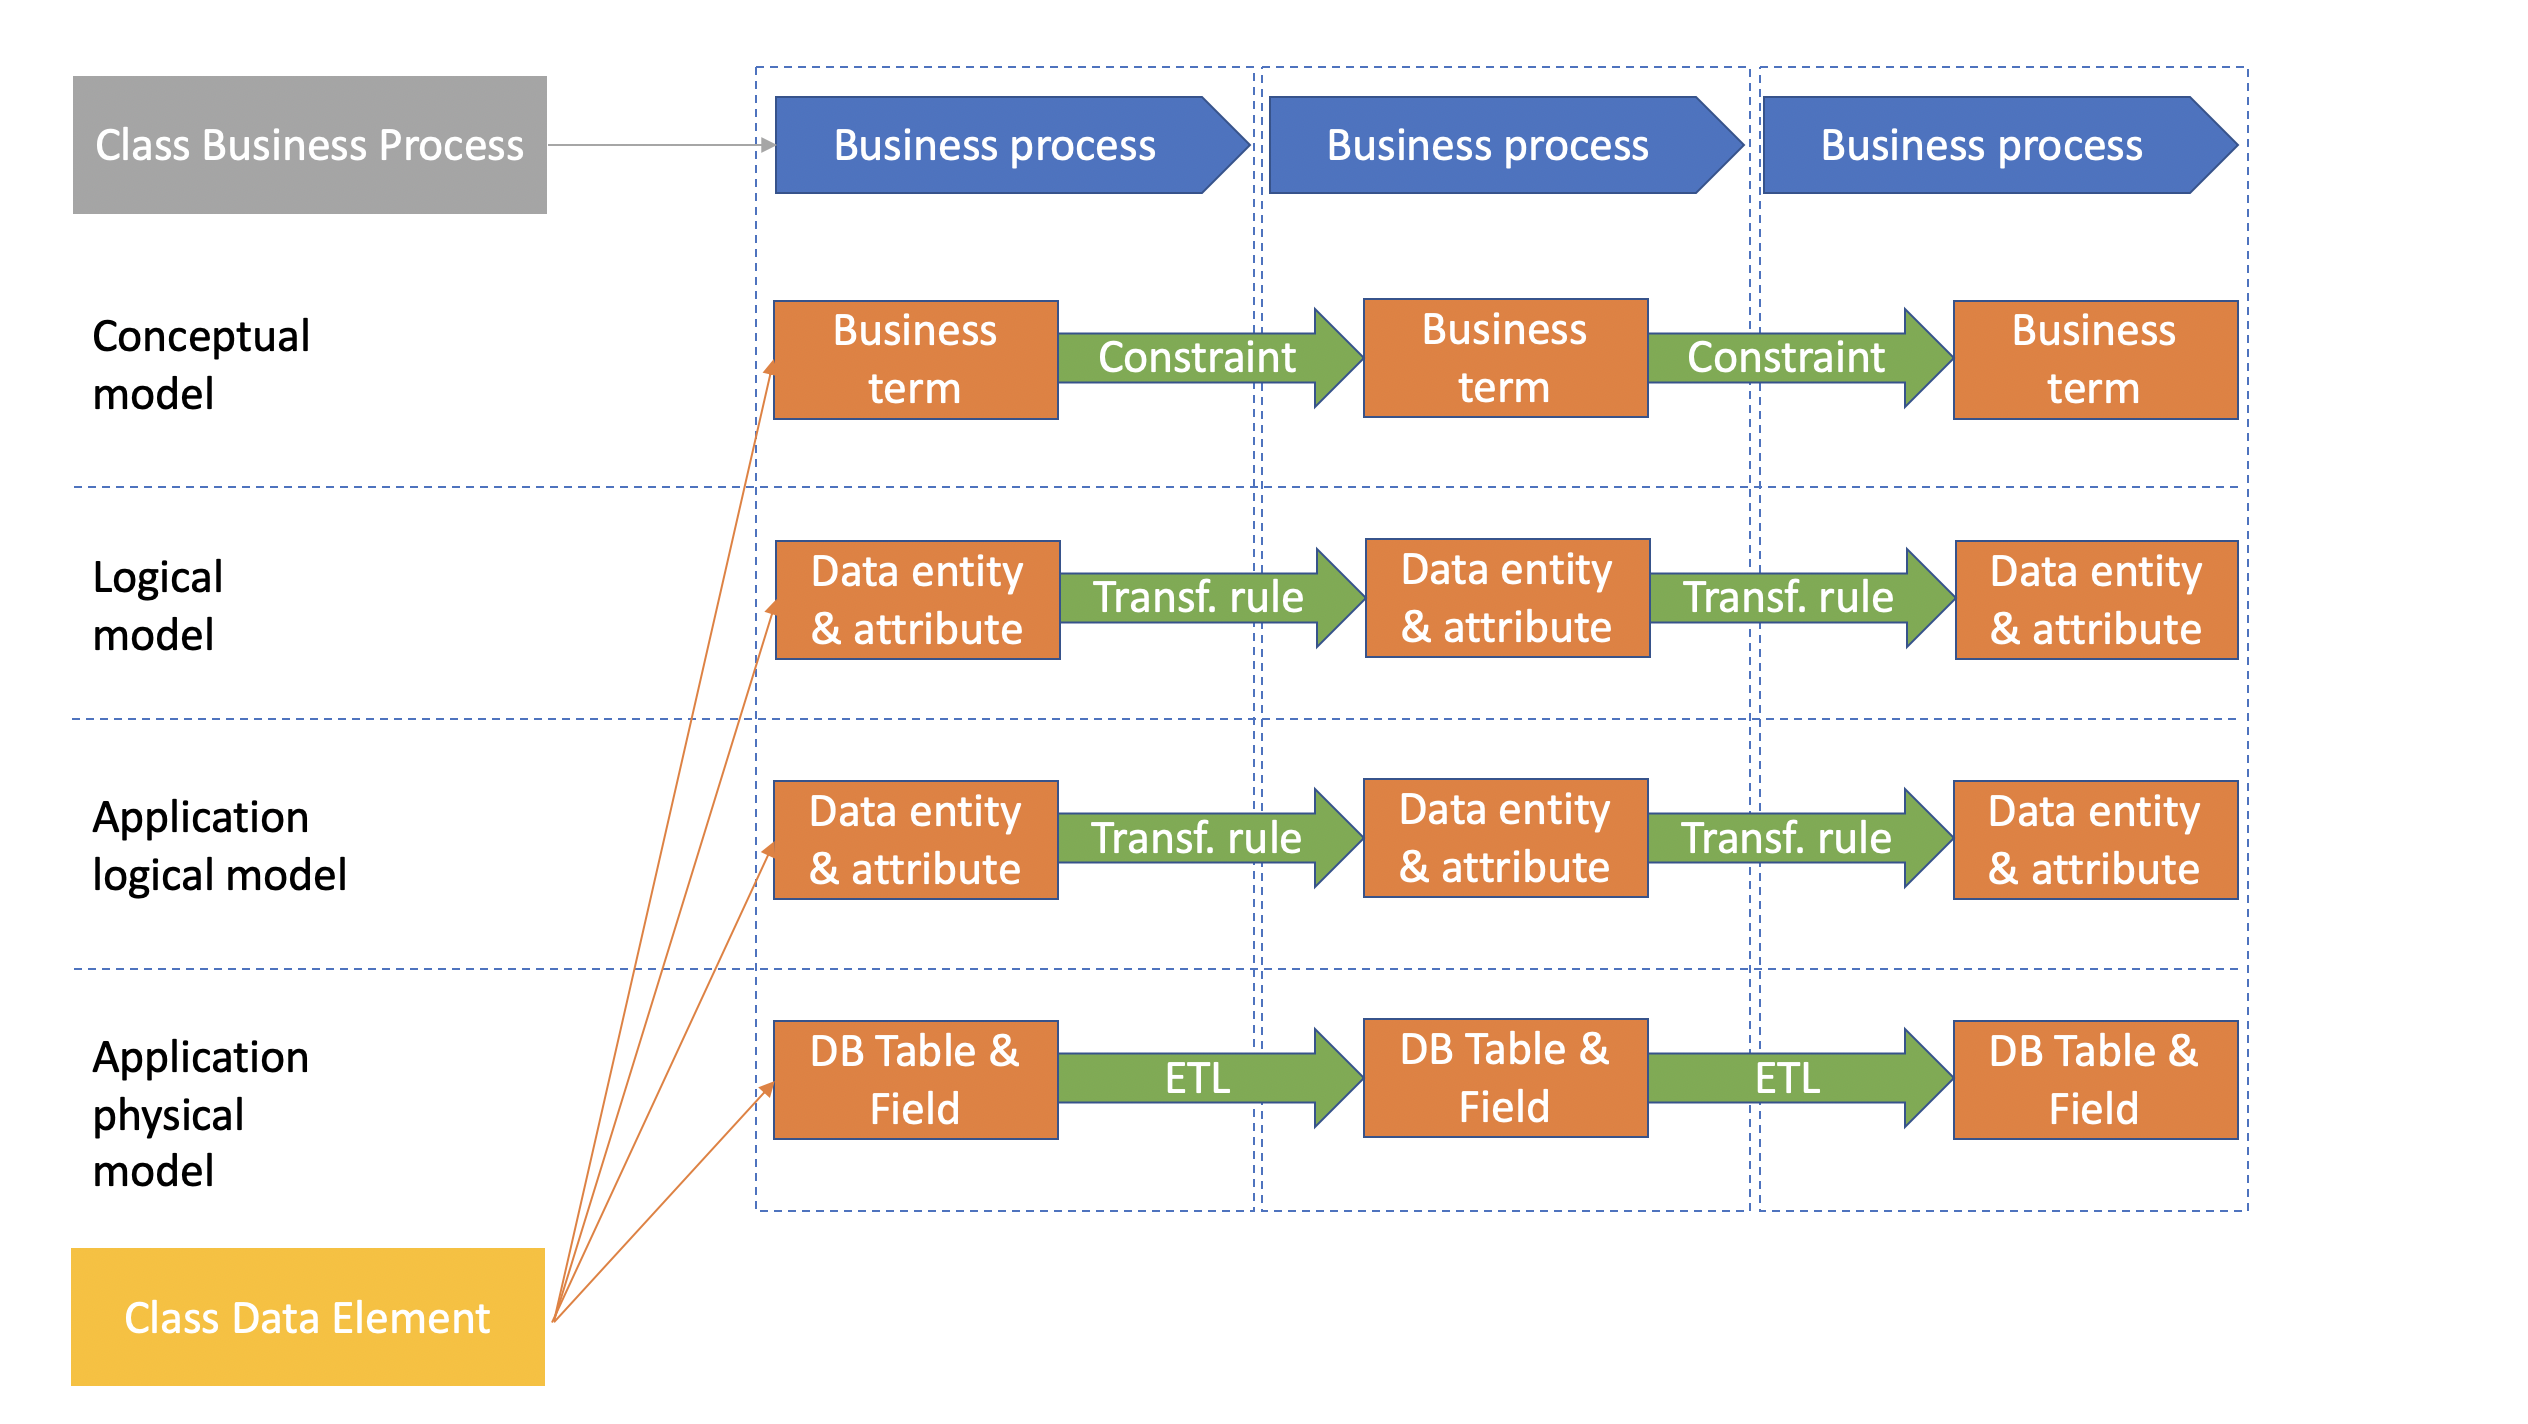 Class Business Process
Business process
Business process
Business process
Conceptual
model
Business
term
Constraint
Business
term
Constraint
Business
term
Logical
model
Data entity
& attribute
Transf. rule
Data entity
& attribute
Transf. rule
Data entity
& attribute
Application
logical model
Data entity
& attribute
Transf. rule
Data entity
& attribute
Transf. rule
Data entity
& attribute
Application
physical
model
DB Table &
Field
ETL
DB Table &
Field
ETL
DB Table &
Field
Class Data Element